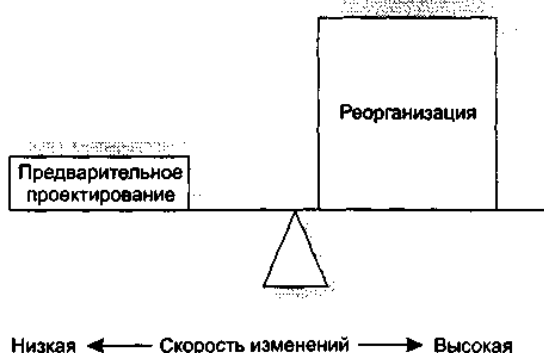 Реорганизация
Предварительное
проектирование
Низкая Скорость изменений Высокая